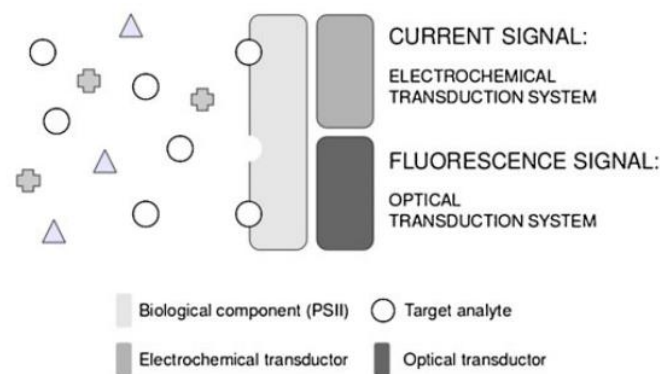 CURRENT SIGNAL:
ELECTROCHEMICAL
TRANSDUCTION SYSTEM
FLUORESCENCE SIGNAL:
OPTICAL
TRANSDUCTION SYSTEM
Biological component (PSII)
Target analyte
Electrochemical transductor
Optical transductor